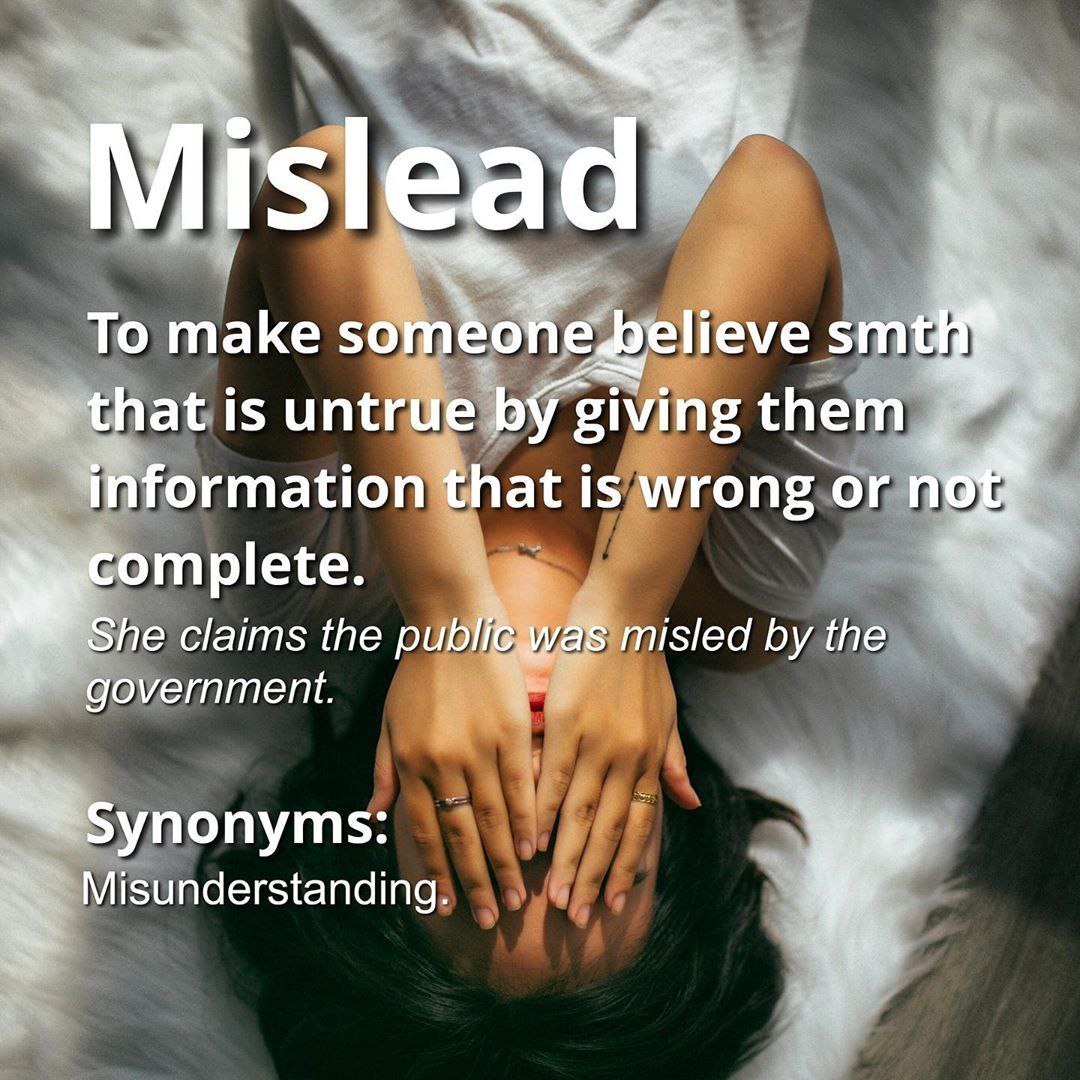 Mislead
To make someone believe smth
that is untrue by giving them
information that is wrong or not
complete.
She claims the public was misled by the
government.
Synonyms:
Misunderstanding.